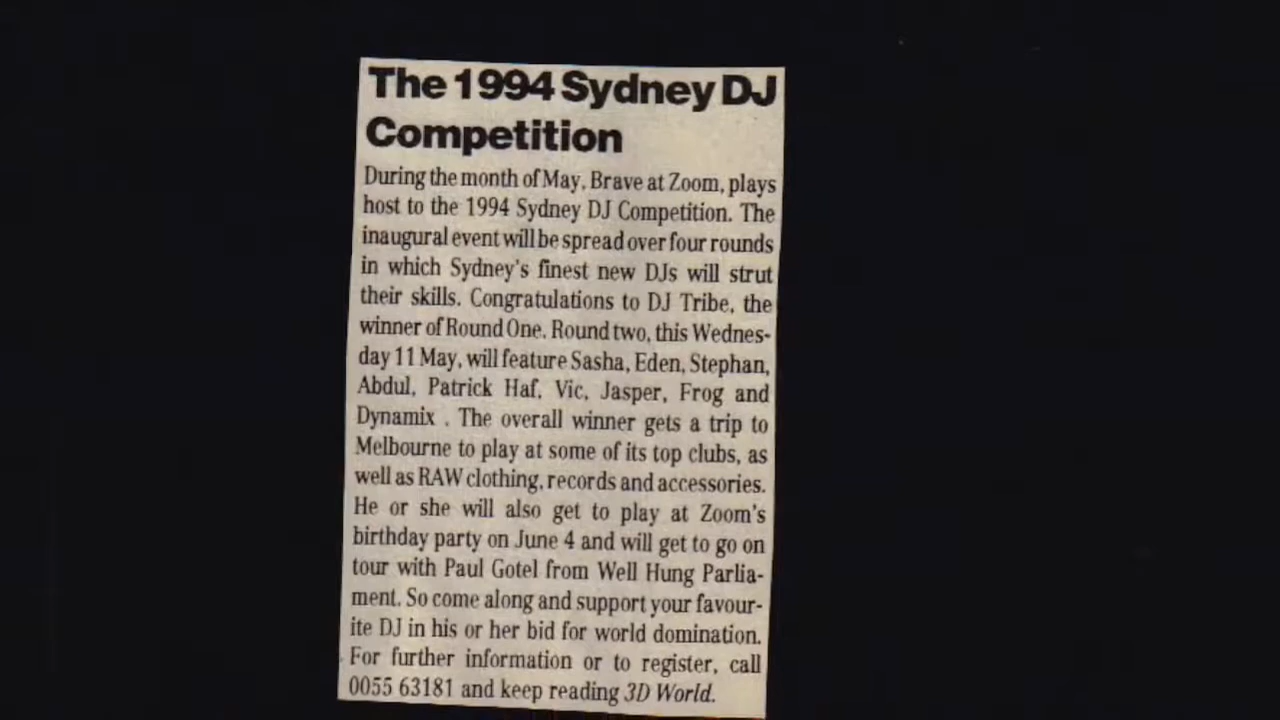 The 1994 Sydney DJ
Competition
During the month of May, Brave at Zoom, plays
host to the 1994 Sydney DJ Competition. The
inaugural event will be spread over four rounds
in which Sydney's finest new DJs will strut
their skills. Congratulations to DJ Tribe, the
winner of Round One. Round two, this Wednes-
day 11 May, will feature Sasha, Eden, Stephan,
Abdul, Patrick Haf, Vic, Jasper, Frog and
Dynamix . The overall winner gets a trip to
Melbourne to play at some of its top clubs, as
well as RAW clothing, records and accessories.
He or she will also get to play at Zoom's
birthday party on June 4 and will get to go on
tour with Paul Gotel from Well Hung Parlia-
ment. So come along and support your favour-
ite DJ in his or her bid for world domination.
For further information or to register, call
0055 63181 and keep reading 3D World.